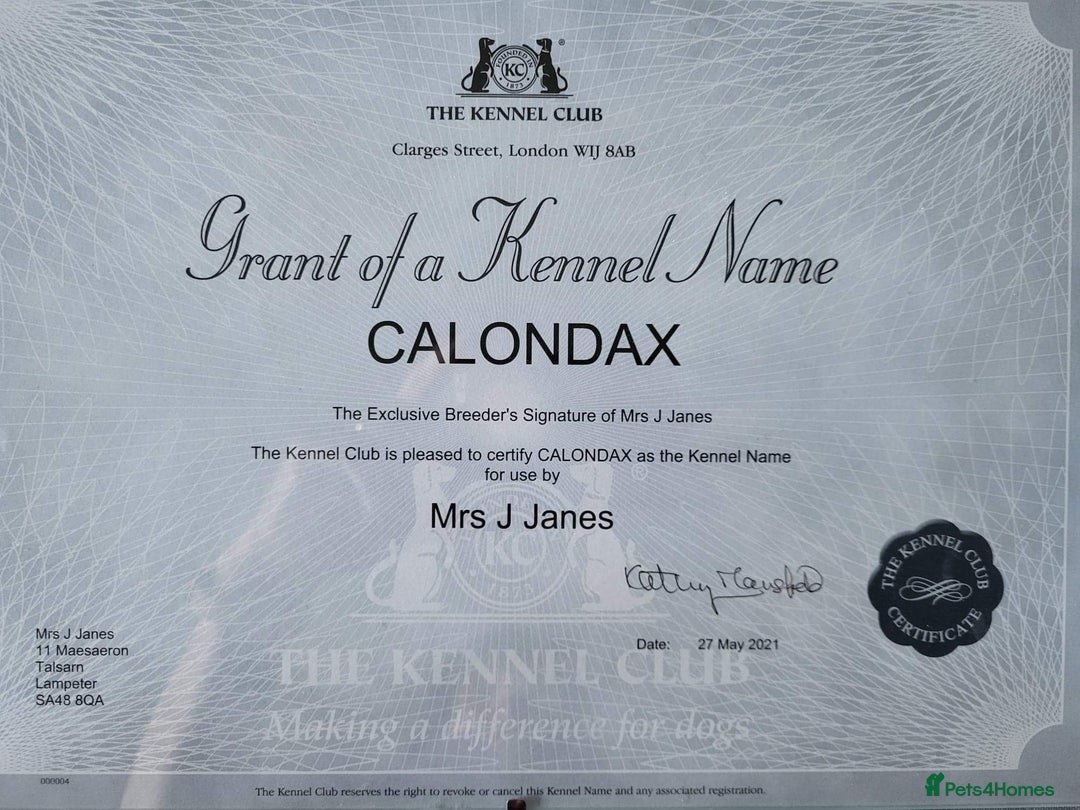 FOUNDED IN
KC
1873
®
THE KENNEL CLUB
Clarges Street, London WIJ 8AB
Grant of a Kennel Name
CALONDAX
The Exclusive Breeder's Signature of Mrs J Janes
The Kennel Club is pleased to certify CALONDAX as the Kennel Name
for use by
Mrs J Janes
KC
®
Kathy Mansfield
THE KENNEL CLUB
CERTIFICATE
Date: 27 May 2021
Mrs J Janes
11 Maesaeron
Talsarn
Lampeter
SA48 8QA
THE KENNEL CLUB
Making a difference for dogs
000004
The Kennel Club reserves the right to revoke or cancel this Kennel Name and any associated registration.
Pets4Homes